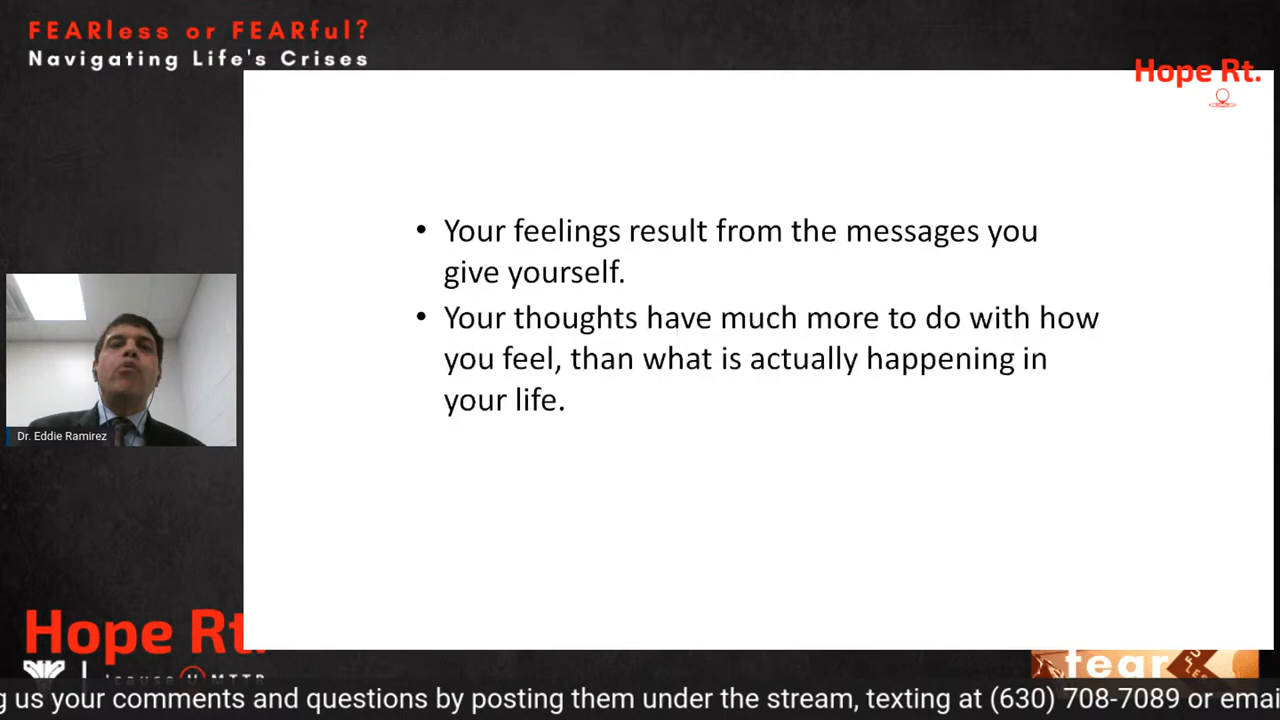 FEARless or FEARful?
Navigating Life's Crises
Hope Rt.
• Your feelings result from the messages you
give yourself.
• Your thoughts have much more to do with how
you feel, than what is actually happening in
your life.
Dr. Eddie Ramirez
Hope Rt.
fear
g us your comments and questions by posting them under the stream, texting at (630) 708-7089 or emai